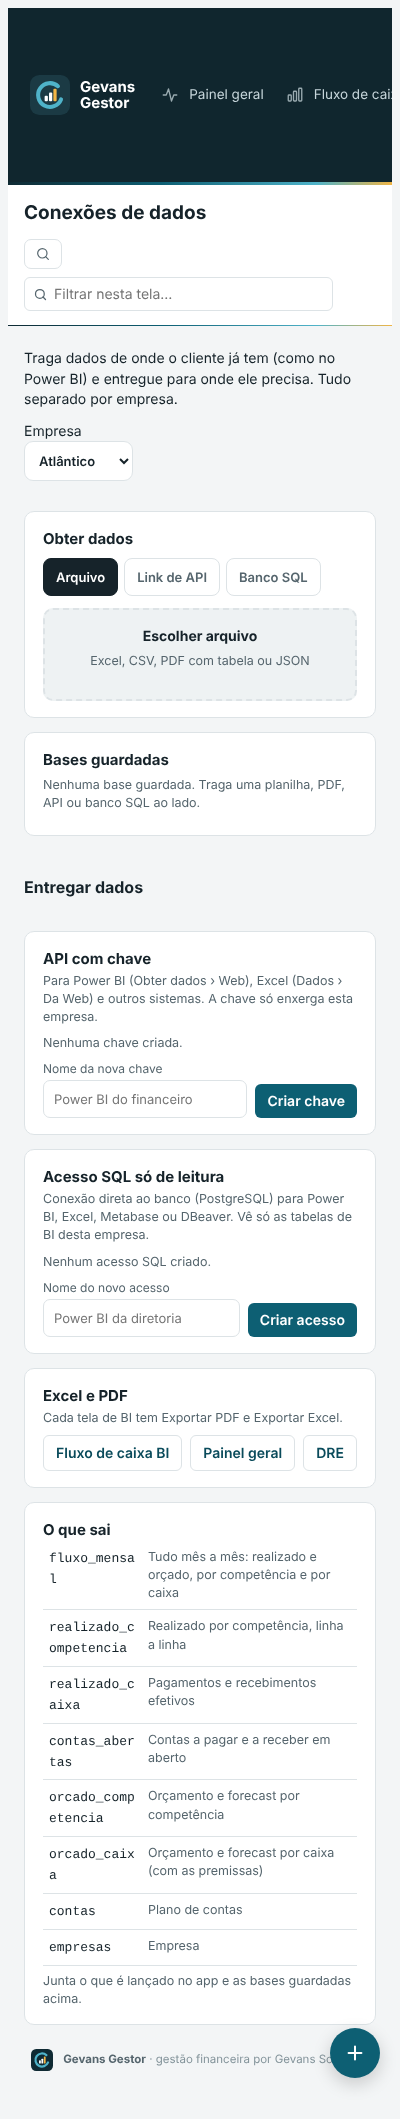 Gevans
Gestor
Painel geral
Fluxo de cai
Conexões de dados
Filtrar nesta tela...
Traga dados de onde o cliente já tem (como no
Power BI) e entregue para onde ele precisa. Tudo
separado por empresa.
Empresa
Atlântico
Obter dados
Arquivo
Link de API
Banco SQL
Escolher arquivo
Excel, CSV, PDF com tabela ou JSON
Bases guardadas
Nenhuma base guardada. Traga uma planilha, PDF,
API ou banco SQL ao lado.
Entregar dados
API com chave
Para Power BI (Obter dados › Web), Excel (Dados ›
Da Web) e outros sistemas. A chave só enxerga esta
empresa.
Nenhuma chave criada.
Nome da nova chave
Power BI do financeiro
Criar chave
Acesso SQL só de leitura
Conexão direta ao banco (PostgreSQL) para Power
BI, Excel, Metabase ou DBeaver. Vê só as tabelas de
BI desta empresa.
Nenhum acesso SQL criado.
Nome do novo acesso
Power BI da diretoria
Criar acesso
Excel e PDF
Cada tela de BI tem Exportar PDF e Exportar Excel.
Fluxo de caixa BI
Painel geral
DRE
O que sai
fluxo_mensa
l
Tudo mês a mês: realizado e
orçado, por competência e por
caixa
realizado_c
ompetencia
Realizado por competência, linha
a linha
realizado_c
aixa
Pagamentos e recebimentos
efetivos
contas_aber
tas
Contas a pagar e a receber em
aberto
orcado_comp
etencia
Orçamento e forecast por
competência
orcado_caix
a
Orçamento e forecast por caixa
(com as premissas)
contas
Plano de contas
empresas
Empresa
Junta o que é lançado no app e as bases guardadas
acima.
Gevans Gestor · gestão financeira por Gevans So